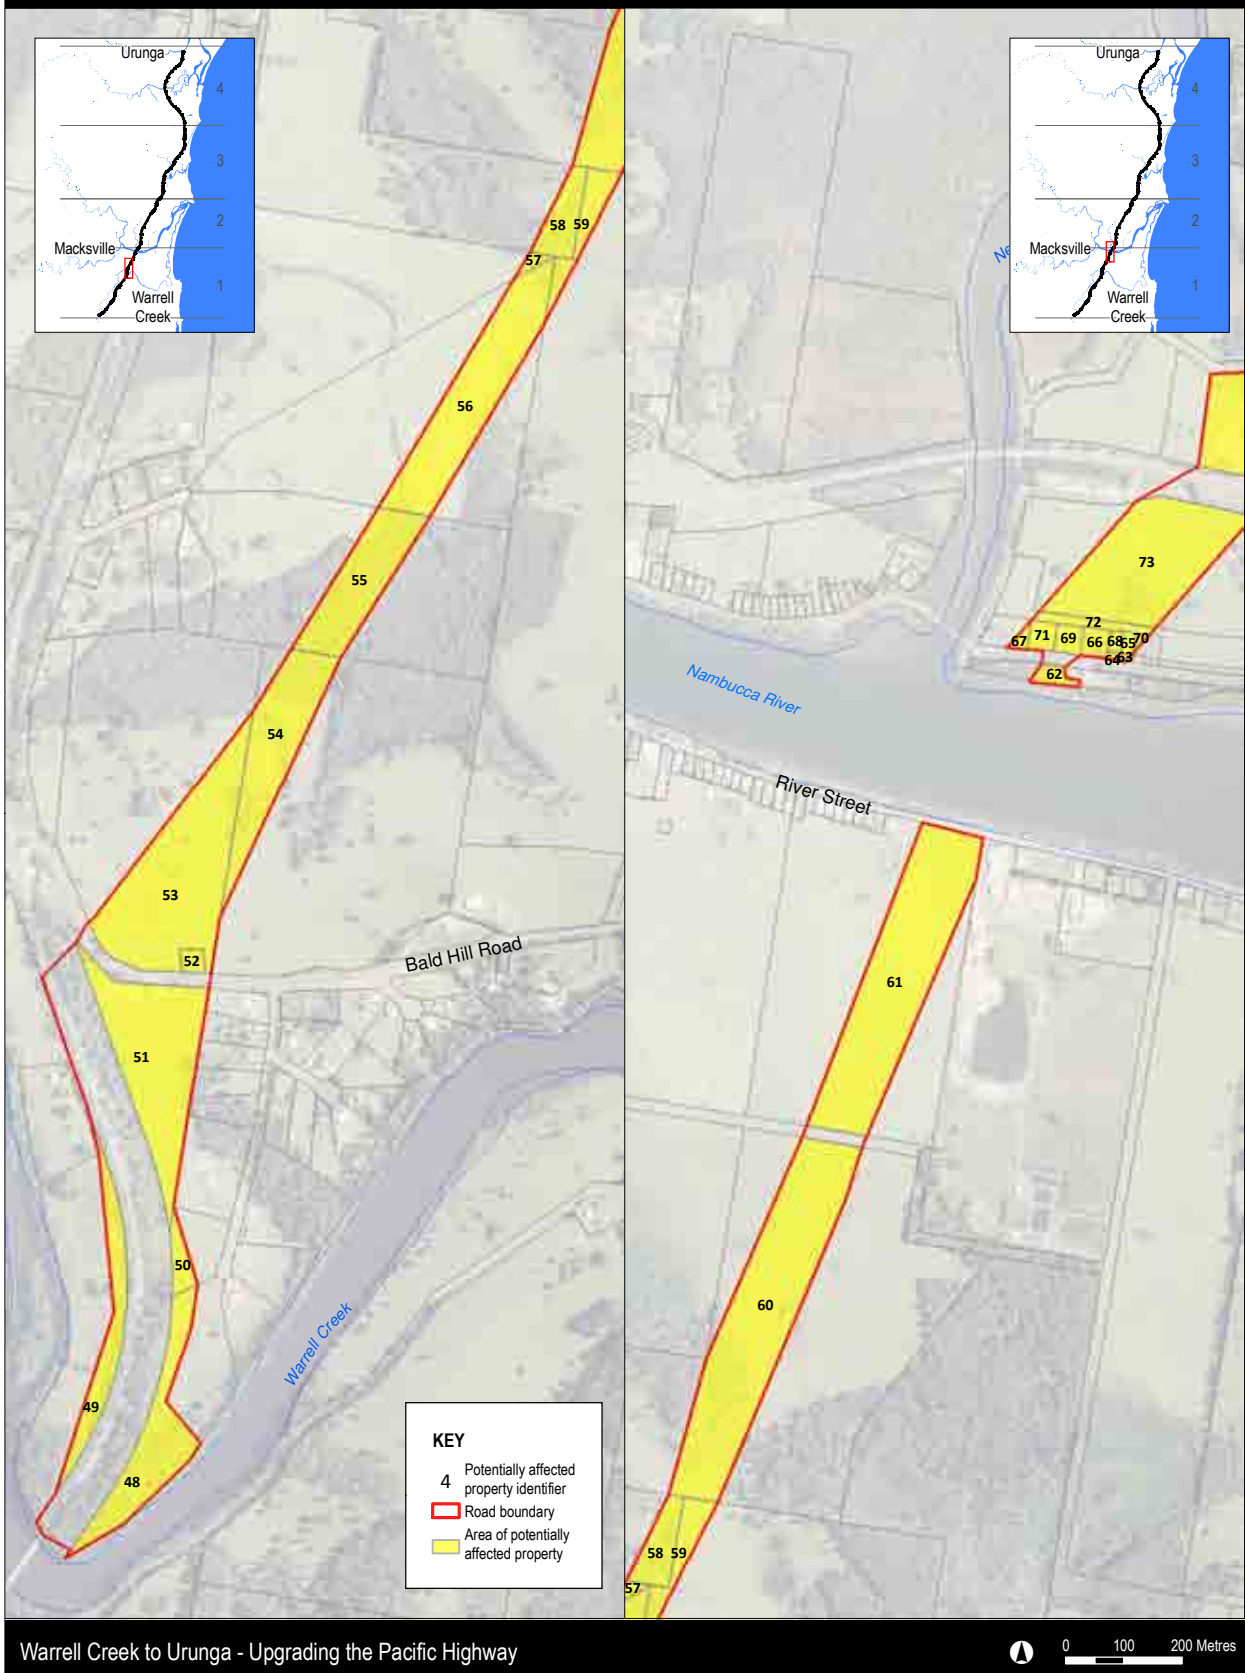 Urunga
4
3
2
Macksville
1
Warrell
Creek
58 59
57
56
55
54
53
52
Bald Hill Road
51
50
Warrell Creek
49
48
KEY
4 Potentially affected
property identifier
Road boundary
Area of potentially
affected property
Urunga
4
3
2
Macksville
1
Warrell
Creek
Ne
73
72
67 71 69 66 68 65 70
64 63
62
Nambucca River
River Street
61
60
58 59
57
Warrell Creek to Urunga - Upgrading the Pacific Highway
0 100 200 Metres